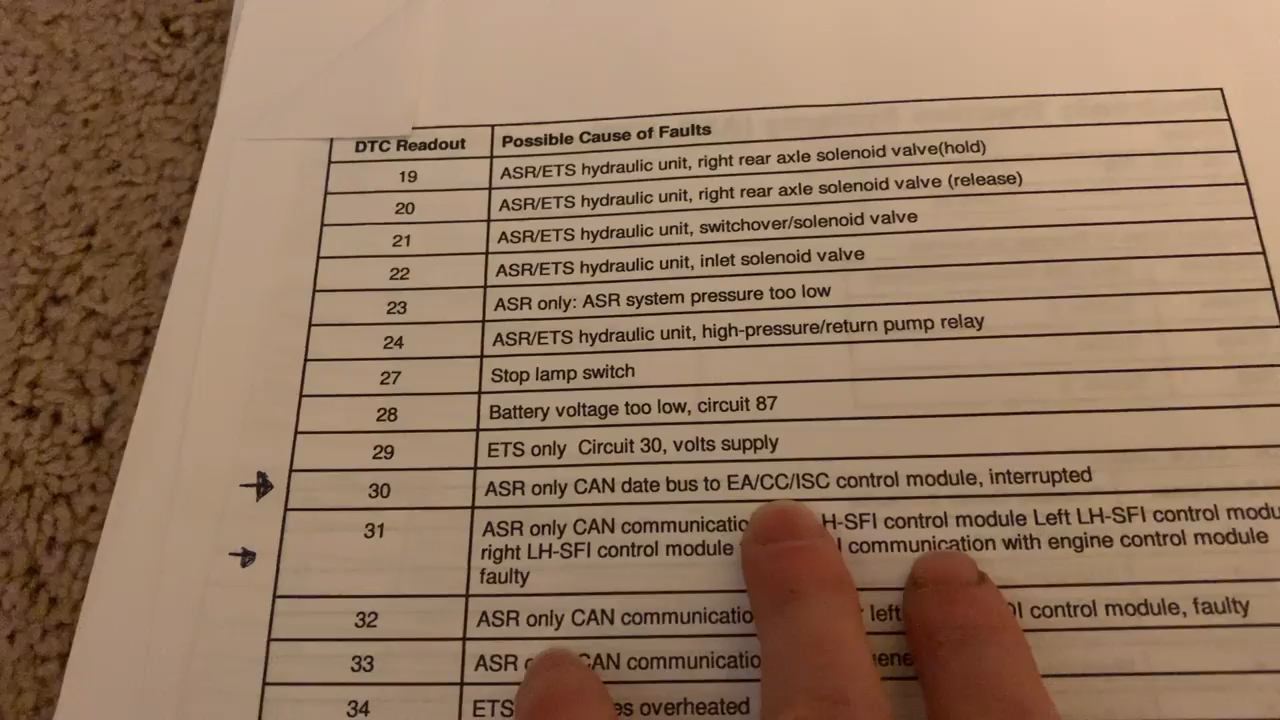 DTC Readout Possible Cause of Faults
19 ASR/ETS hydraulic unit, right rear axle solenoid valve(hold)
20 ASR/ETS hydraulic unit, right rear axle solenoid valve (release)
21 ASR/ETS hydraulic unit, switchover/solenoid valve
22 ASR/ETS hydraulic unit, inlet solenoid valve
23 ASR only: ASR system pressure too low
24 ASR/ETS hydraulic unit, high-pressure/return pump relay
27 Stop lamp switch
28 Battery voltage too low, circuit 87
29 ETS only Circuit 30, volts supply
30 ASR only CAN date bus to EA/CC/ISC control module, interrupted
31 ASR only CAN H-SFI control module Left LH-SFI control
right LH-SFI control module communication with engine control module
faulty
32 ASR only CAN left control module, faulty
33 ASR CAN
34 ETS overheated